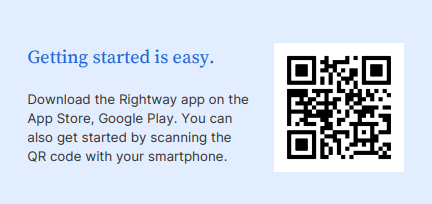 Getting started is easy.
Download the Rightway app on the
App Store, Google Play. You can
also get started by scanning the
QR code with your smartphone.